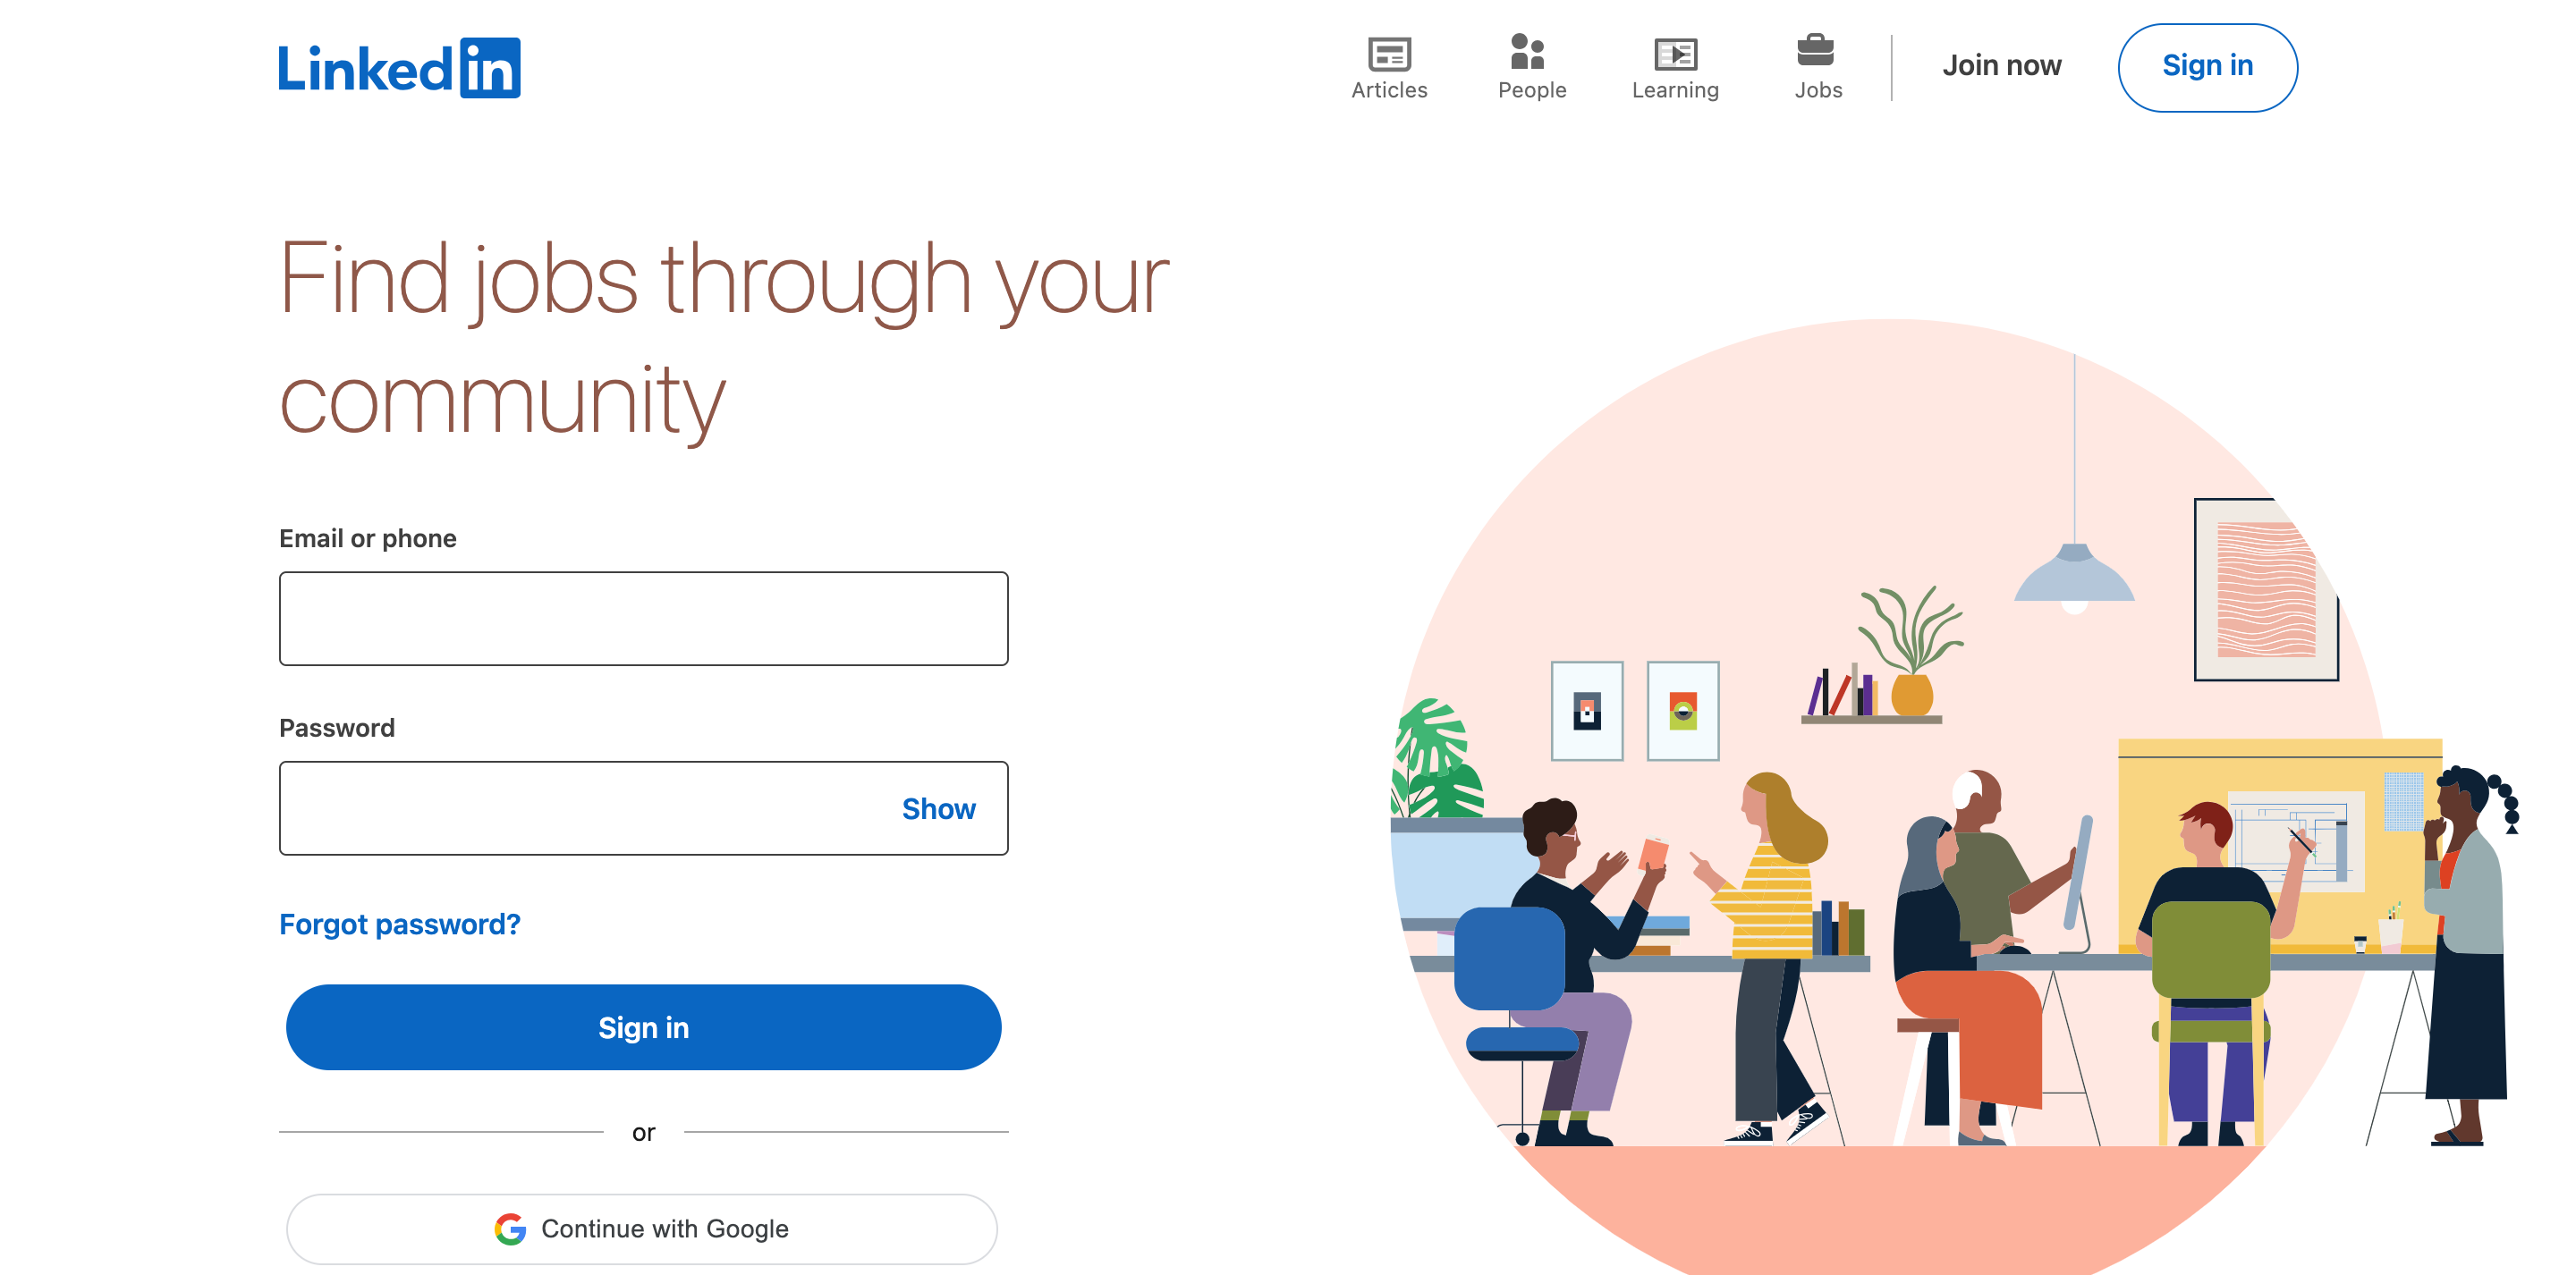 Linkedin
Articles
People
Learning
Jobs
Join now
Sign in
Find jobs through your
community
Email or phone
Password
Show
Forgot password?
Sign in
or
Continue with Google